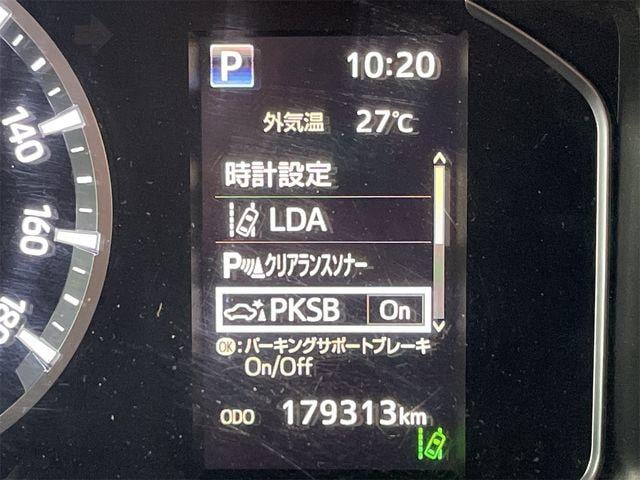 P 10:20
外気温 27℃
時計設定
LDA
Pクリアランスソナー
PKSB On
OK:パーキングサポートブレーキ
On/Off
ODO 179313km
140
160
180